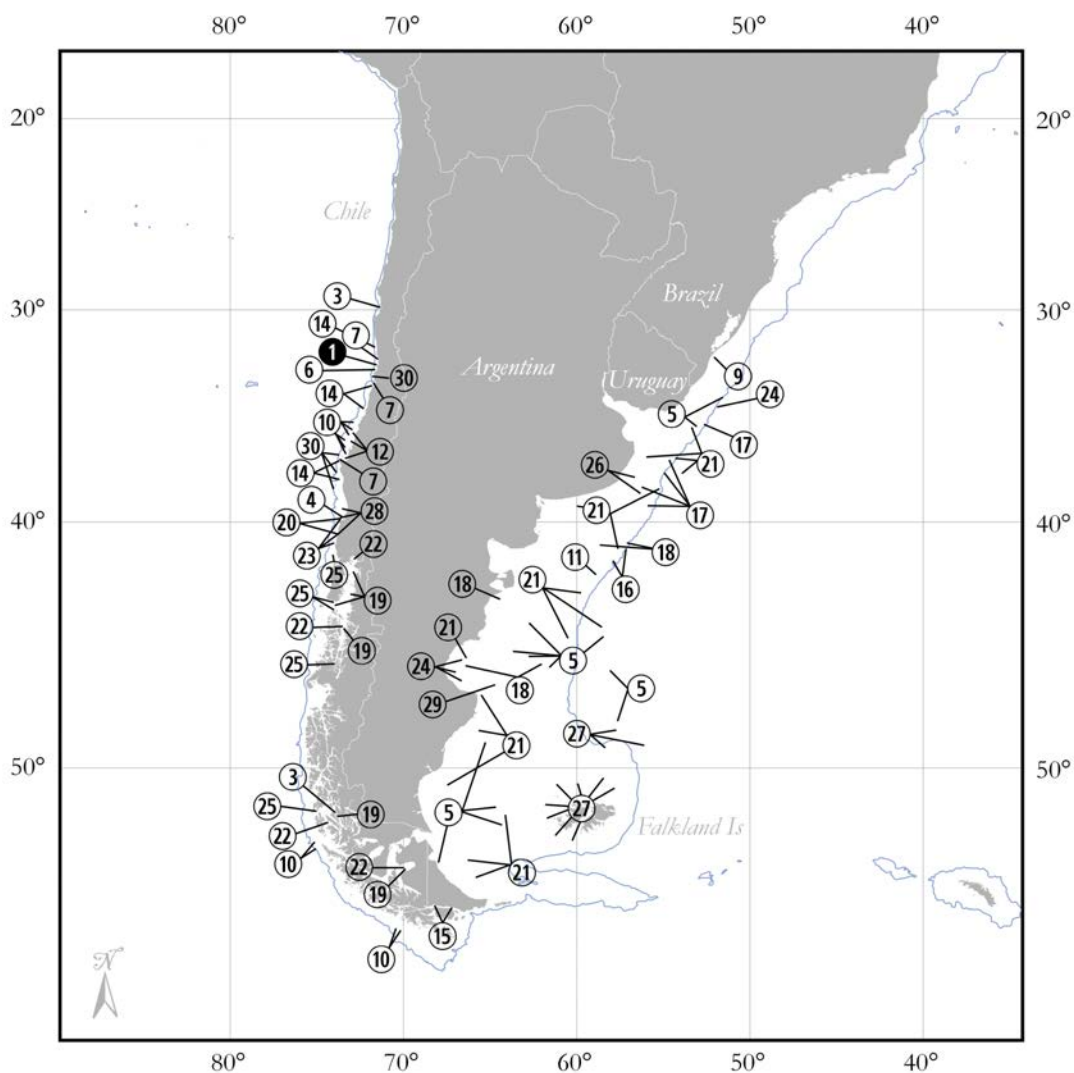 80° 70° 60° 50° 40°
20° 20°
Chile
Brazil
3 30° 30°
14 7
1
6 30 Argentina Uruguay 9
14 7 24
10 5
30 12 17
14 7 26 21
4 28 21 17
20 40° 40°
23 22 11 18
25 18 21 16
25 19
22 21
19
25 24 5
18 5
29
27
21
50° 50°
3
25 19 5 27
22 Falkland Is
10 22 21
19
15
10
N
80° 70° 60° 50° 40°